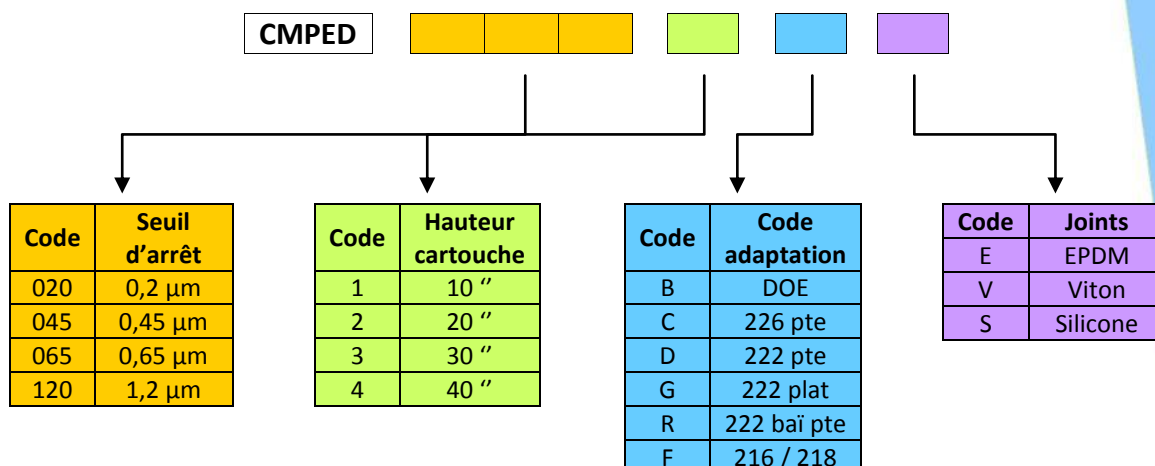 CMPED
Code Seuil d'arrêt
020 0,2 µm
045 0,45 µm
065 0,65 µm
120 1,2 µm
Code Hauteur cartouche
1 10 ‘’
2 20 ‘’
3 30 ‘’
4 40 ‘’
Code Code adaptation
B DOE
C 226 pte
D 222 pte
G 222 plat
R 222 baï pte
F 216 / 218
Code Joints
E EPDM
V Viton
S Silicone